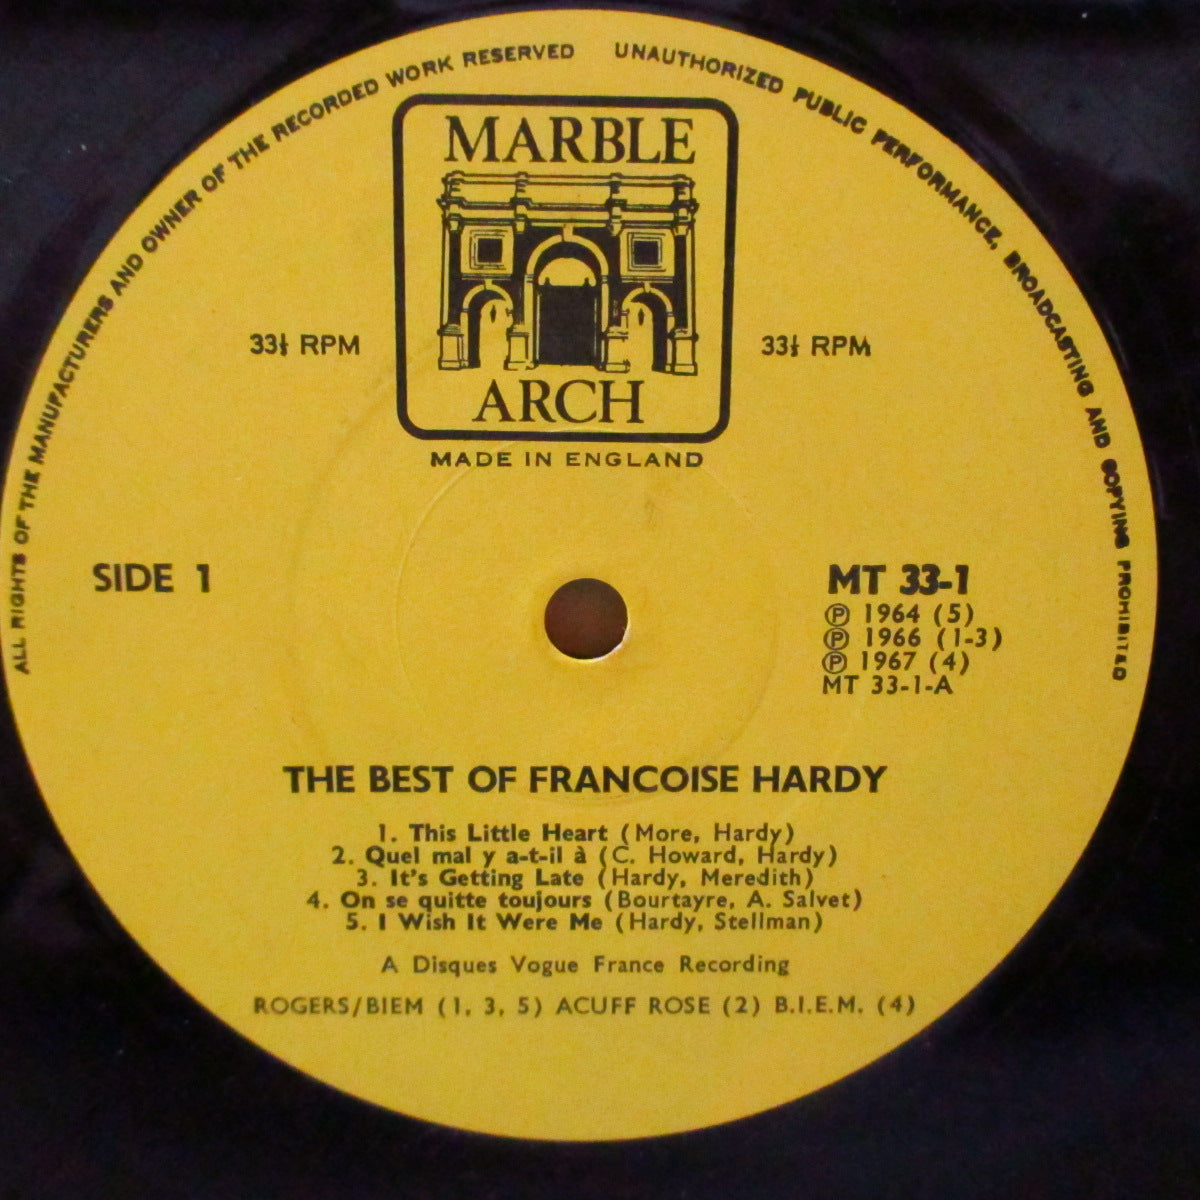 ALL RIGHTS OF THE MANUFACTURERS AND OWNER OF THE RECORDED WORK RESERVED UNAUTHORIZED PUBLIC PERFORMANCE, BROADCASTING AND COPYING PROHIBITED
MARBLE
ARCH
33⅓ RPM
33⅓ RPM
MADE IN ENGLAND
SIDE 1
MT 33-1
℗ 1964 (5)
℗ 1966 (1-3)
℗ 1967 (4)
MT 33-1-A
THE BEST OF FRANCOISE HARDY
1. This Little Heart (More, Hardy)
2. Quel mal y a-t-il à (C. Howard, Hardy)
3. It's Getting Late (Hardy, Meredith)
4. On se quitte toujours (Bourtayre, A. Salvet)
5. I Wish It Were Me (Hardy, Stellman)
A Disques Vogue France Recording
ROGERS/BIEM (1, 3, 5) ACUFF ROSE (2) B.I.E.M. (4)